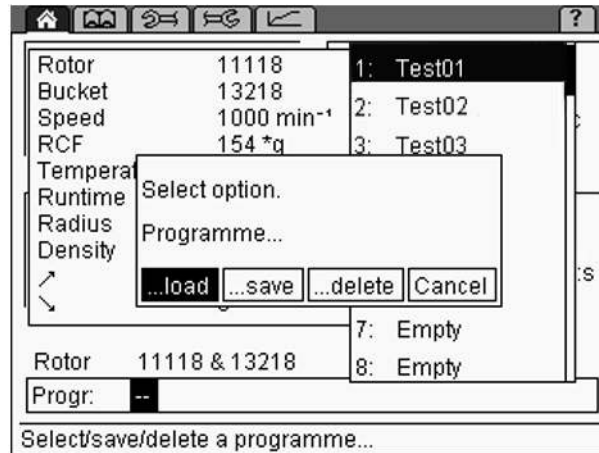 ?
Rotor 11118
Bucket 13218
Speed 1000 min⁻¹
RCF 154 *g
Temperat
Runtime
Radius
Density
1: Test01
2: Test02
3: Test03
Select option.
Programme...
...load ...save ...delete Cancel
7: Empty
8: Empty
Rotor 11118 & 13218
Progr: --
Select/save/delete a programme...